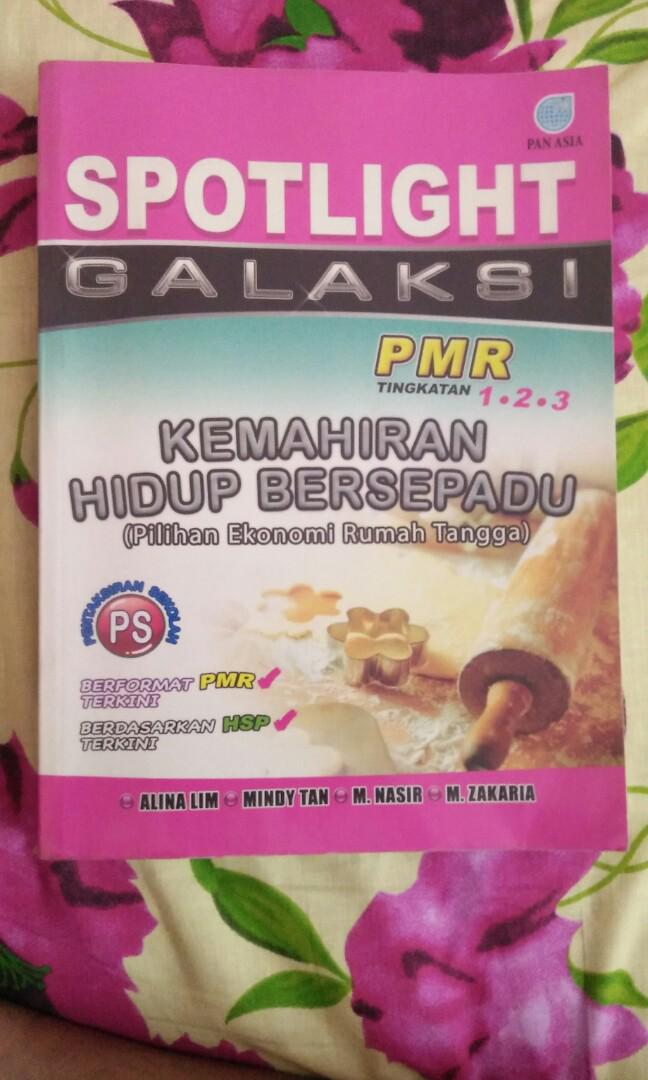 PAN ASIA
SPOTLIGHT
GALAKSI
PMR
TINGKATAN 1•2•3
KEMAHIRAN
HIDUP BERSEPADU
(Pilihan Ekonomi Rumah Tangga)
PENTAKSIRAN SEKOLAH
PS
BERFORMAT PMR
TERKINI
BERDASARKAN HSP
TERKINI
ALINA LIM MINDY TAN M. NASIR M. ZAKARIA